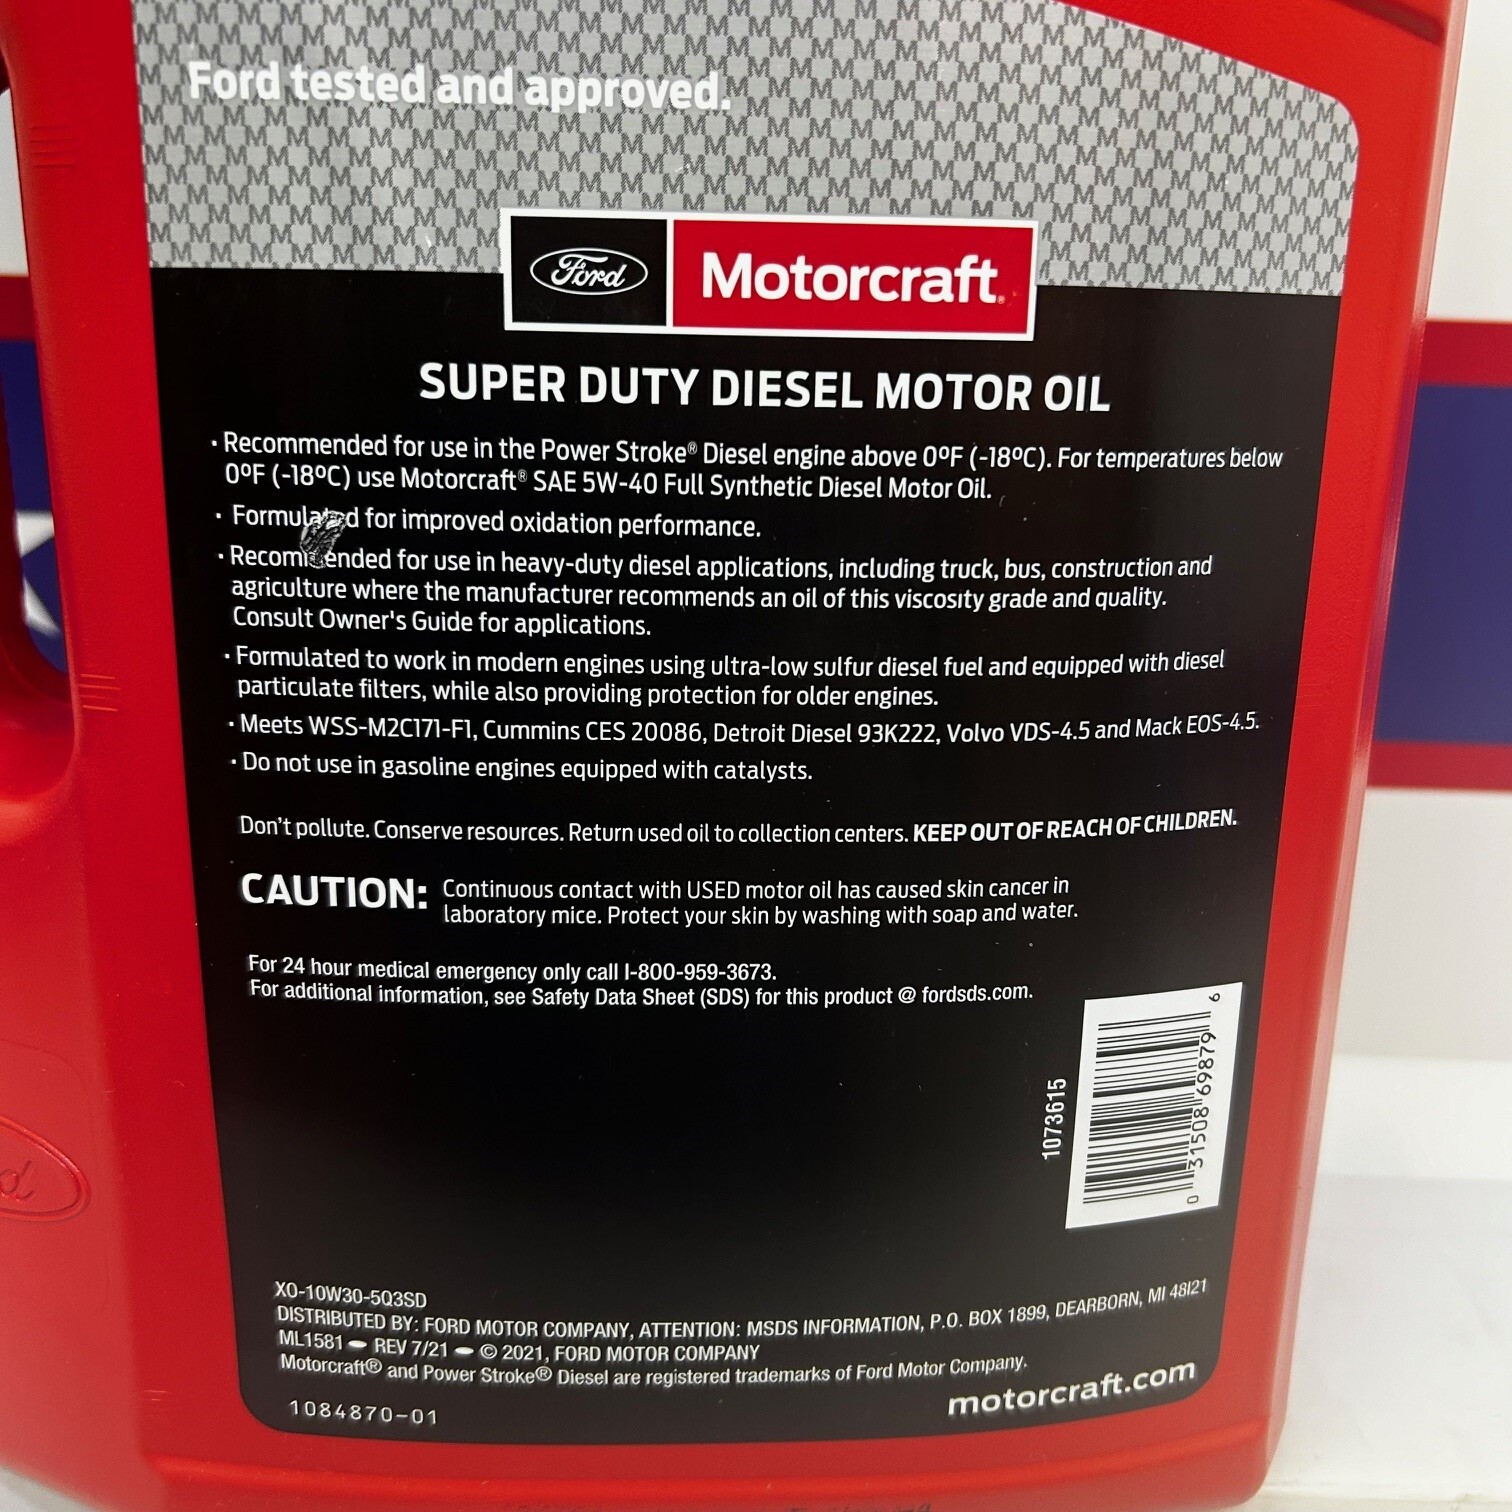 Ford tested and approved.
Ford Motorcraft®
SUPER DUTY DIESEL MOTOR OIL
· Recommended for use in the Power Stroke® Diesel engine above 0ºF (-18ºC). For temperatures below
0ºF (-18ºC) use Motorcraft® SAE 5W-40 Full Synthetic Diesel Motor Oil.
· Formulated for improved oxidation performance.
· Recommended for use in heavy-duty diesel applications, including truck, bus, construction and
agriculture where the manufacturer recommends an oil of this viscosity grade and quality.
Consult Owner's Guide for applications.
· Formulated to work in modern engines using ultra-low sulfur diesel fuel and equipped with diesel
particulate filters, while also providing protection for older engines.
· Meets WSS-M2C171-F1, Cummins CES 20086, Detroit Diesel 93K222, Volvo VDS-4.5 and Mack EOS-4.5.
· Do not use in gasoline engines equipped with catalysts.
Don't pollute. Conserve resources. Return used oil to collection centers. KEEP OUT OF REACH OF CHILDREN.
CAUTION: Continuous contact with USED motor oil has caused skin cancer in
laboratory mice. Protect your skin by washing with soap and water.
For 24 hour medical emergency only call 1-800-959-3673.
For additional information, see Safety Data Sheet (SDS) for this product @ fordsds.com.
1073615
0 31508 69879 6
XO-10W30-5Q3SD
DISTRIBUTED BY: FORD MOTOR COMPANY, ATTENTION: MSDS INFORMATION, P.O. BOX 1899, DEARBORN, MI 48121
ML1581 – REV 7/21 – © 2021, FORD MOTOR COMPANY
Motorcraft® and Power Stroke® Diesel are registered trademarks of Ford Motor Company.
1084870-01
motorcraft.com